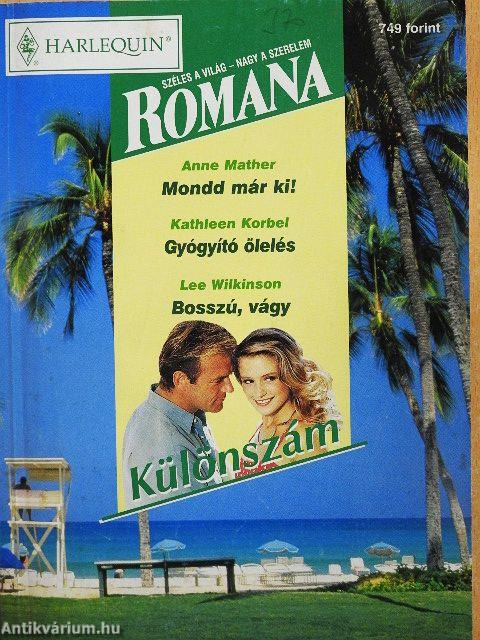 HARLEQUIN®
749 forint
SZÉLES A VILÁG – NAGY A SZERELEM
ROMANA
Anne Mather
Mondd már ki!
Kathleen Korbel
Gyógyító ölelés
Lee Wilkinson
Bosszú, vágy
Különszám
Antikvárium.hu